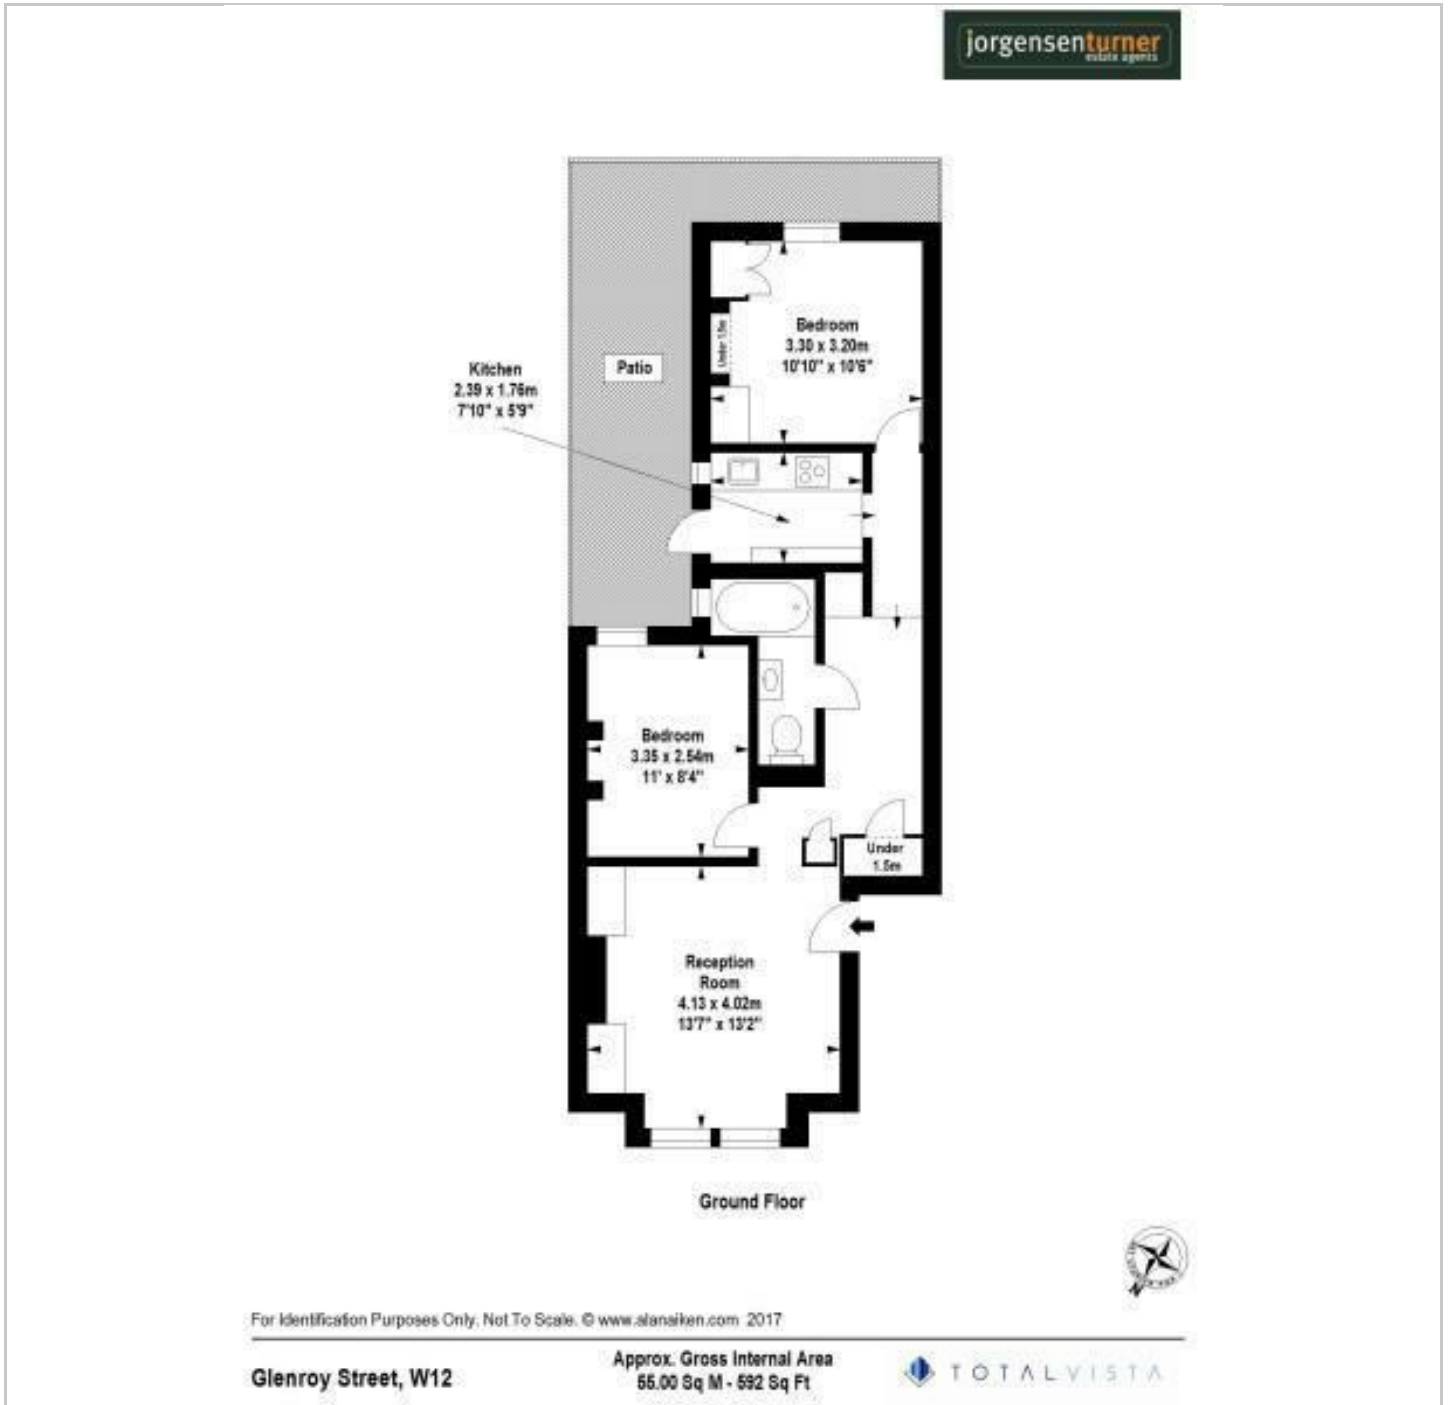 jorgensenturner
estate agents
Bedroom
3.30 x 3.20m
10'10" x 10'6"
Under 1.5m
Patio
Kitchen
2.39 x 1.76m
7'10" x 5'9"
Bedroom
3.35 x 2.54m
11' x 8'4"
Under
1.5m
Reception
Room
4.13 x 4.02m
13'7" x 13'2"
Ground Floor
N
For Identification Purposes Only. Not To Scale. © www.alanaiken.com 2017
Glenroy Street, W12
Approx. Gross Internal Area
55.00 Sq M - 592 Sq Ft
TOTALVISTA